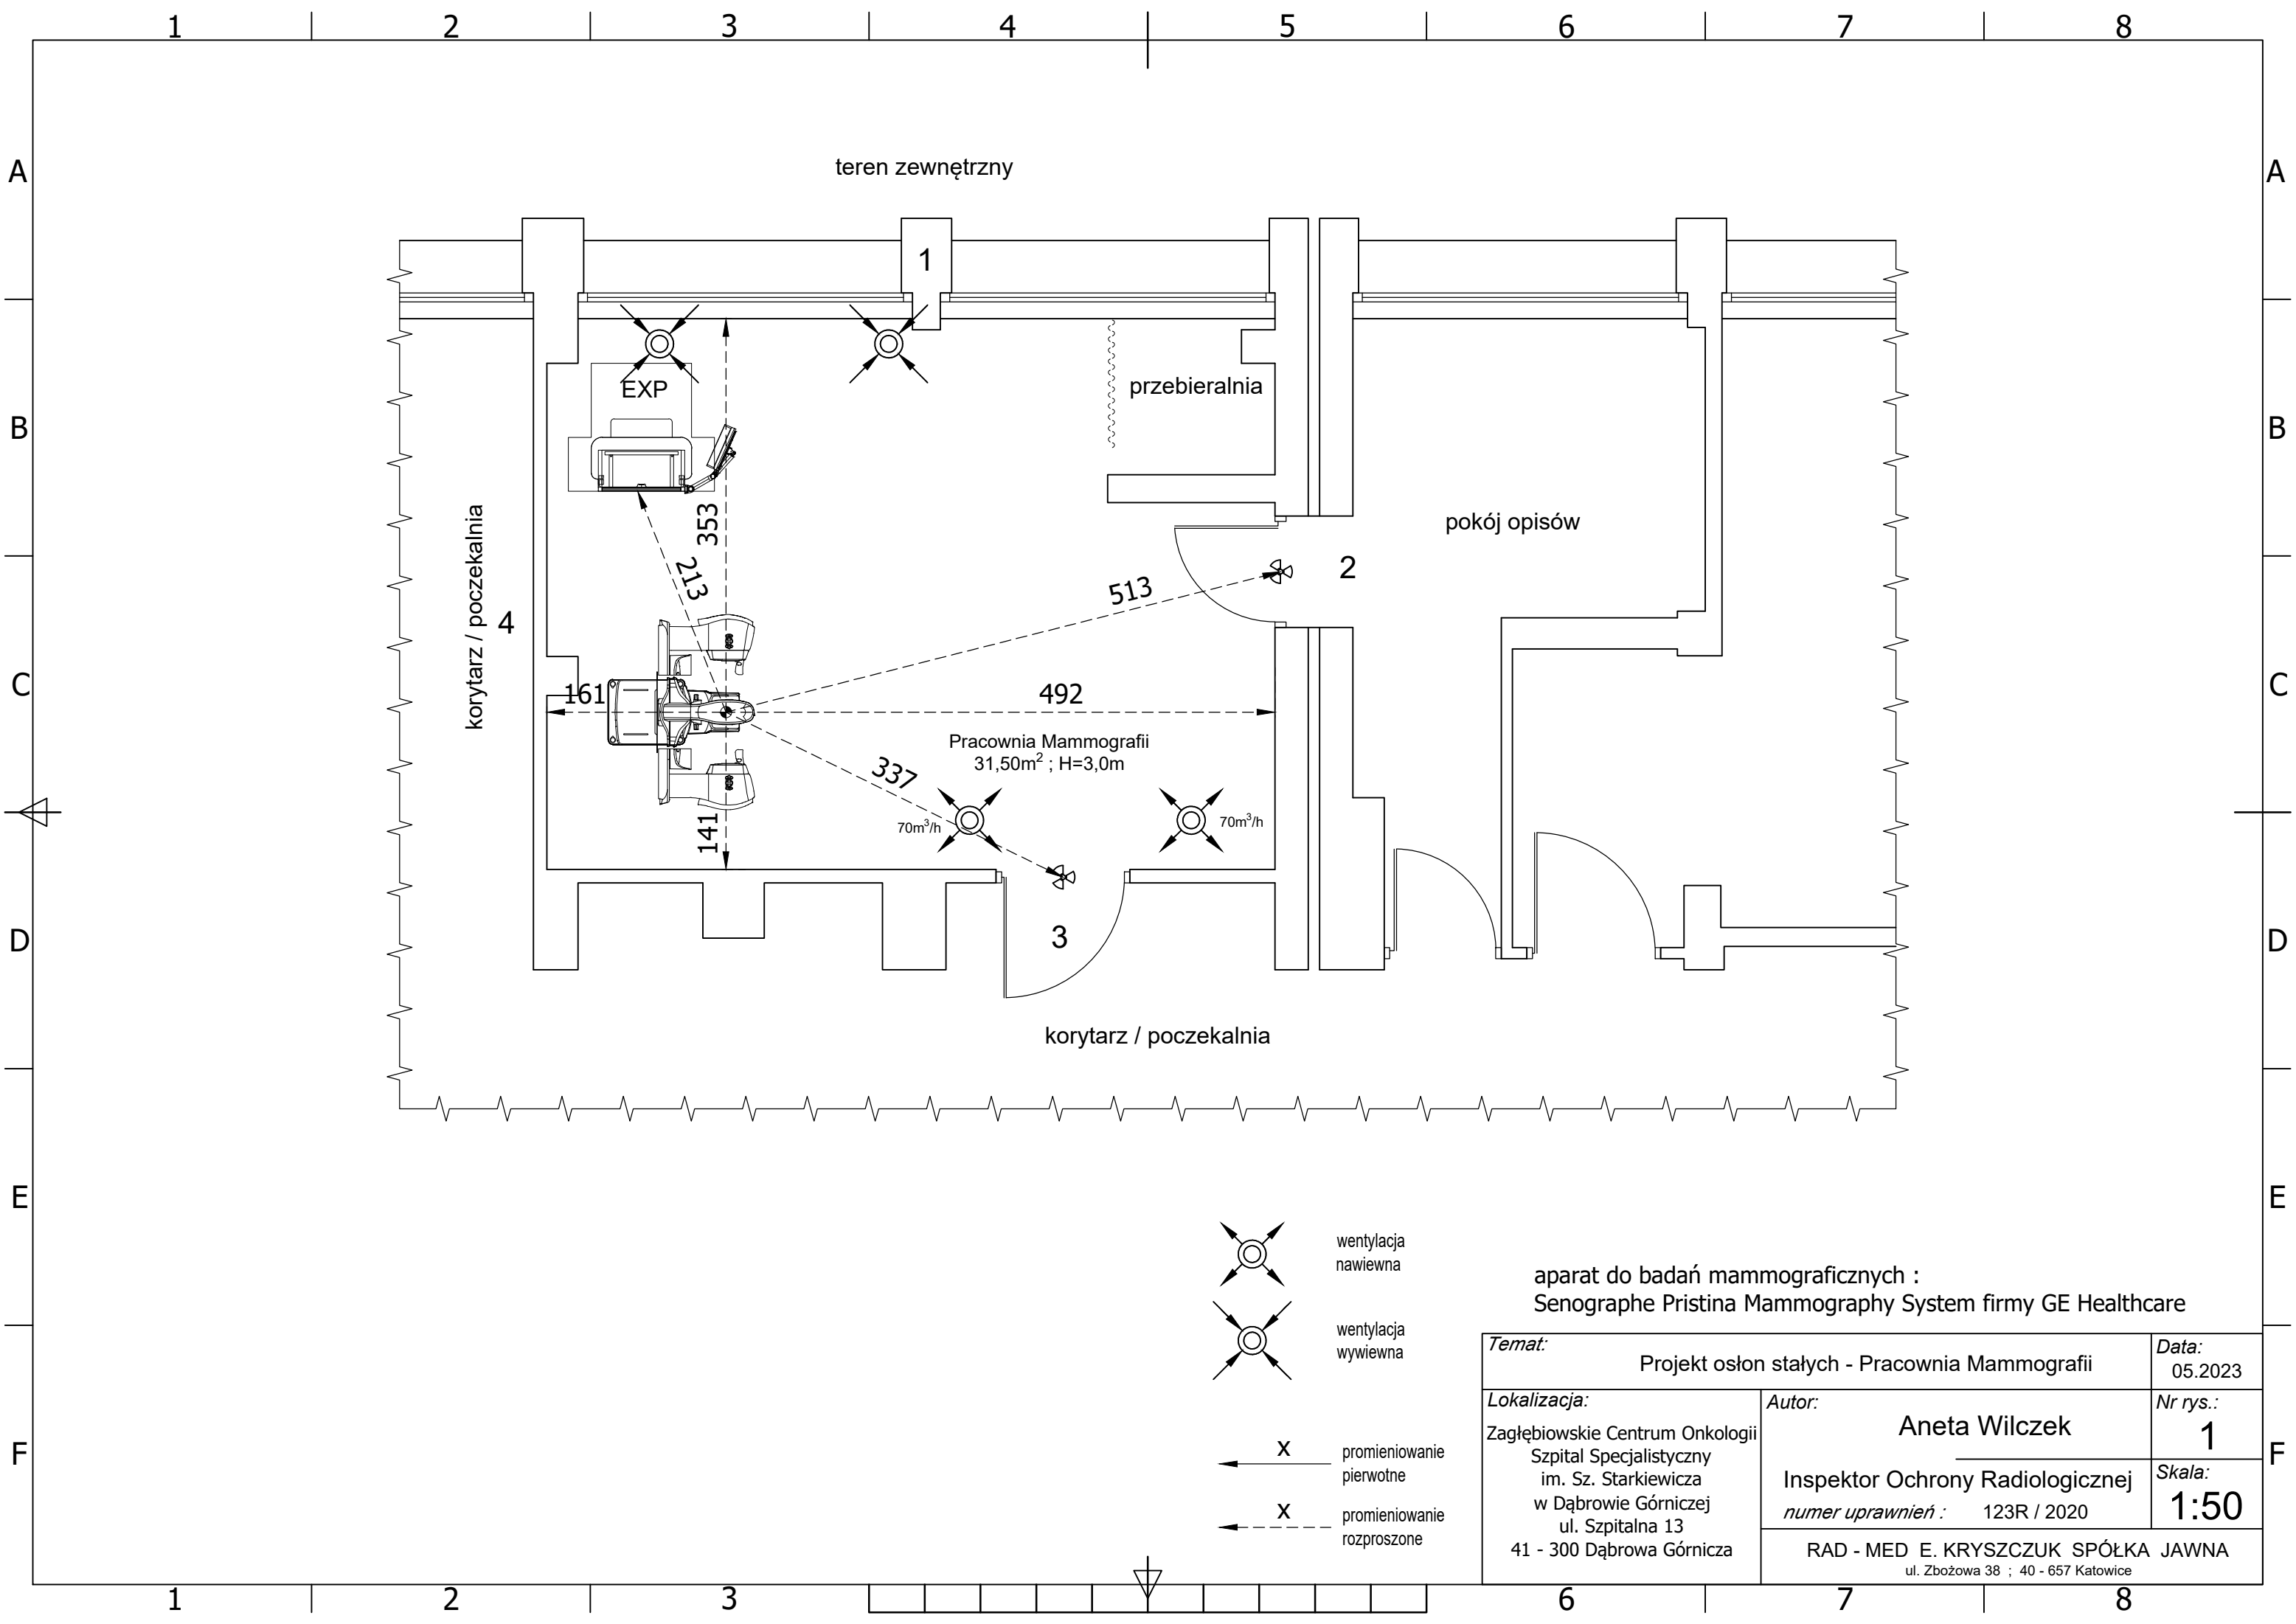 1 2 3 4 5 6 7 8
A A
teren zewnętrzny
1
EXP
przebieralnia
B B
353
pokój opisów
korytarz / poczekalnia
4
213
513
2
C C
161
492
Pracownia Mammografii
31,50m² ; H=3,0m
337
70m³/h
70m³/h
141
3
D D
korytarz / poczekalnia
E E
wentylacja
nawiewna
wentylacja
wywiewna
x promieniowanie
pierwotne
x promieniowanie
rozproszone
aparat do badań mammograficznych :
Senographe Pristina Mammography System firmy GE Healthcare
Temat:
Projekt osłon stałych - Pracownia Mammografii
Data:
05.2023
Lokalizacja:
Zagłębiowskie Centrum Onkologii
Szpital Specjalistyczny
im. Sz. Starkiewicza
w Dąbrowie Górniczej
ul. Szpitalna 13
41 - 300 Dąbrowa Górnicza
Autor:
Aneta Wilczek
Inspektor Ochrony Radiologicznej
numer uprawnień : 123R / 2020
Nr rys.:
1
Skala:
1:50
RAD - MED E. KRYSZCZUK SPÓŁKA JAWNA
ul. Zbożowa 38 ; 40 - 657 Katowice
F F
1 2 3 6 7 8